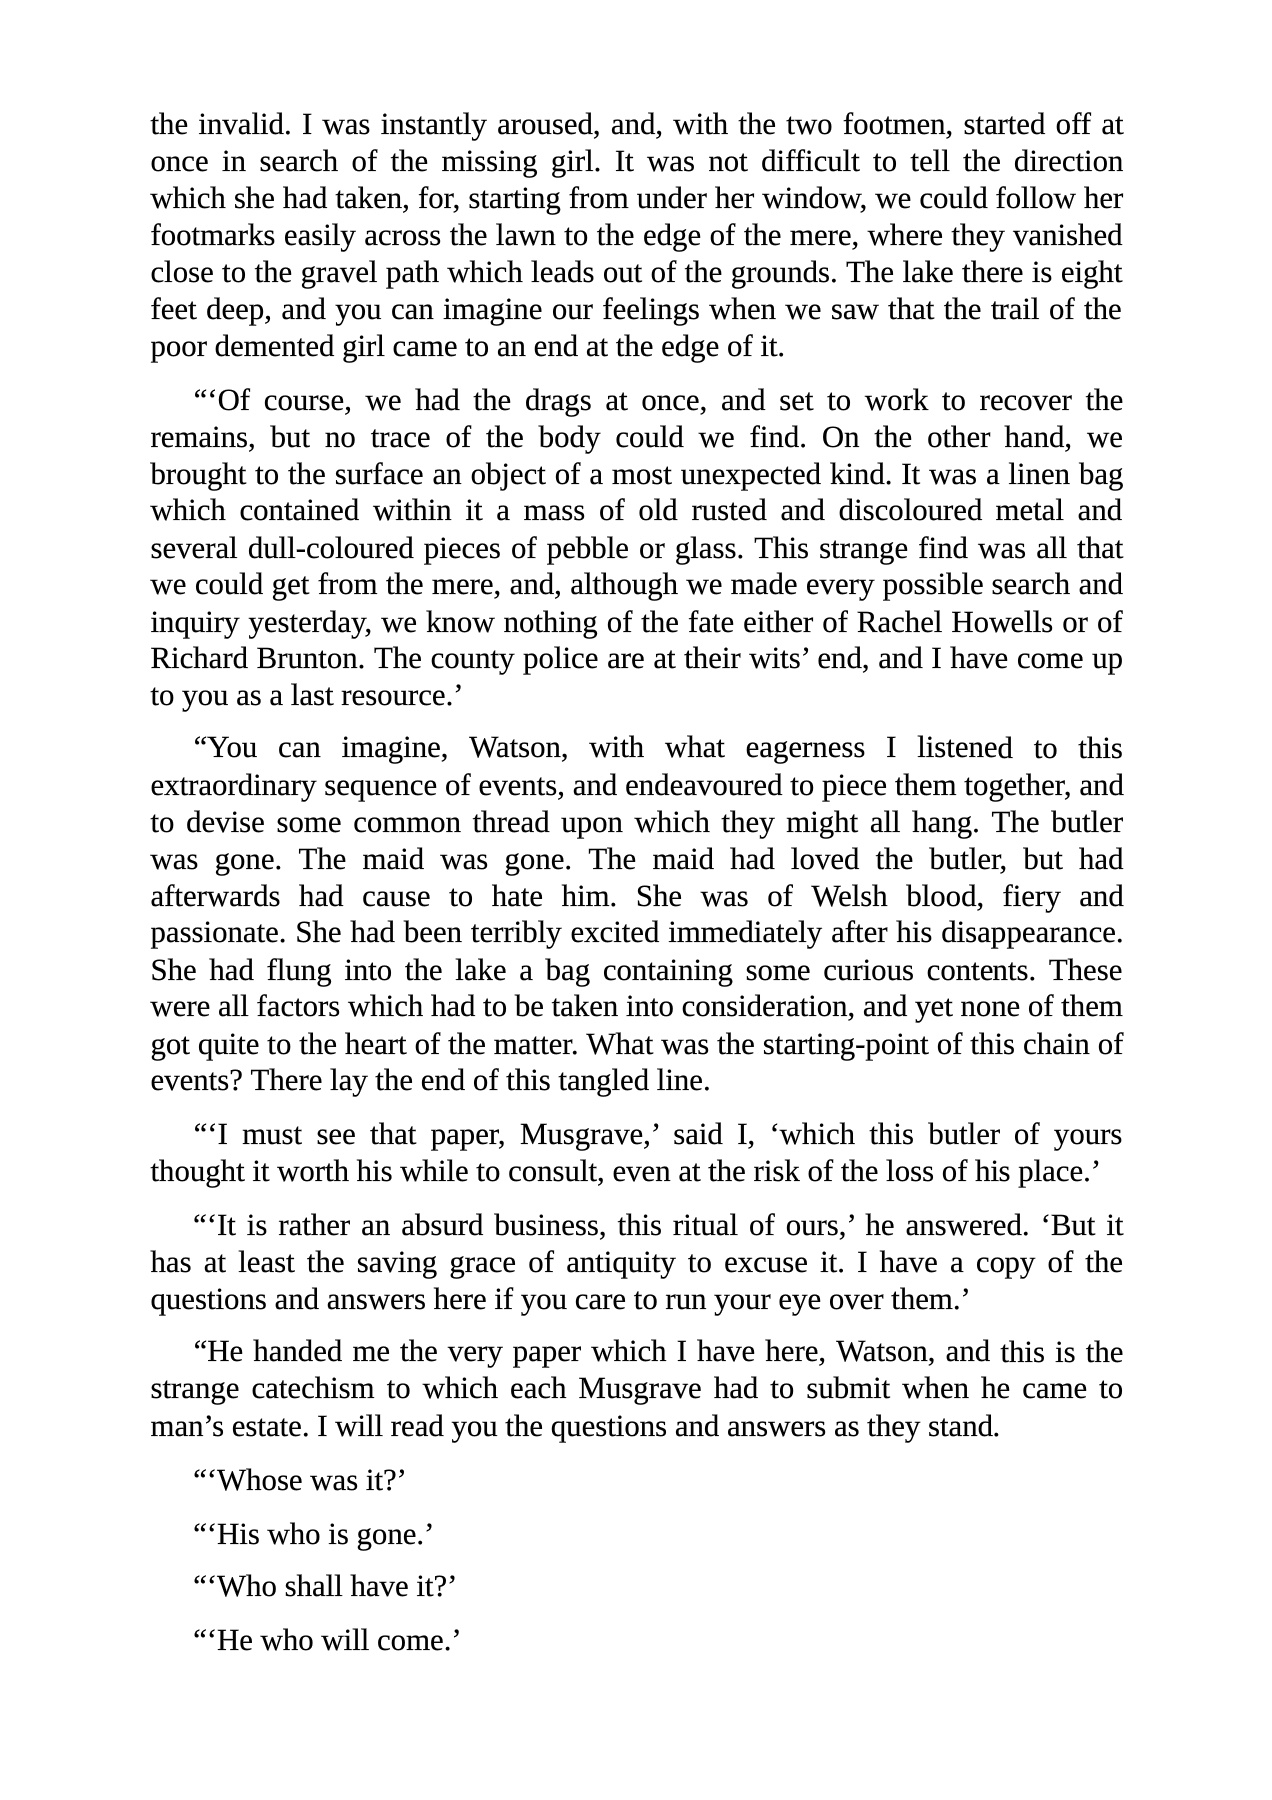 the invalid. I was instantly aroused, and, with the two footmen, started off at
once in search of the missing girl. It was not difficult to tell the direction
which she had taken, for, starting from under her window, we could follow her
footmarks easily across the lawn to the edge of the mere, where they vanished
close to the gravel path which leads out of the grounds. The lake there is eight
feet deep, and you can imagine our feelings when we saw that the trail of the
poor demented girl came to an end at the edge of it.
“‘Of course, we had the drags at once, and set to work to recover the
remains, but no trace of the body could we find. On the other hand, we
brought to the surface an object of a most unexpected kind. It was a linen bag
which contained within it a mass of old rusted and discoloured metal and
several dull-coloured pieces of pebble or glass. This strange find was all that
we could get from the mere, and, although we made every possible search and
inquiry yesterday, we know nothing of the fate either of Rachel Howells or of
Richard Brunton. The county police are at their wits’ end, and I have come up
to you as a last resource.’
“You can imagine, Watson, with what eagerness I listened to this
extraordinary sequence of events, and endeavoured to piece them together, and
to devise some common thread upon which they might all hang. The butler
was gone. The maid was gone. The maid had loved the butler, but had
afterwards had cause to hate him. She was of Welsh blood, fiery and
passionate. She had been terribly excited immediately after his disappearance.
She had flung into the lake a bag containing some curious contents. These
were all factors which had to be taken into consideration, and yet none of them
got quite to the heart of the matter. What was the starting-point of this chain of
events? There lay the end of this tangled line.
“‘I must see that paper, Musgrave,’ said I, ‘which this butler of yours
thought it worth his while to consult, even at the risk of the loss of his place.’
“‘It is rather an absurd business, this ritual of ours,’ he answered. ‘But it
has at least the saving grace of antiquity to excuse it. I have a copy of the
questions and answers here if you care to run your eye over them.’
“He handed me the very paper which I have here, Watson, and this is the
strange catechism to which each Musgrave had to submit when he came to
man’s estate. I will read you the questions and answers as they stand.
“‘Whose was it?’
“‘His who is gone.’
“‘Who shall have it?’
“‘He who will come.’